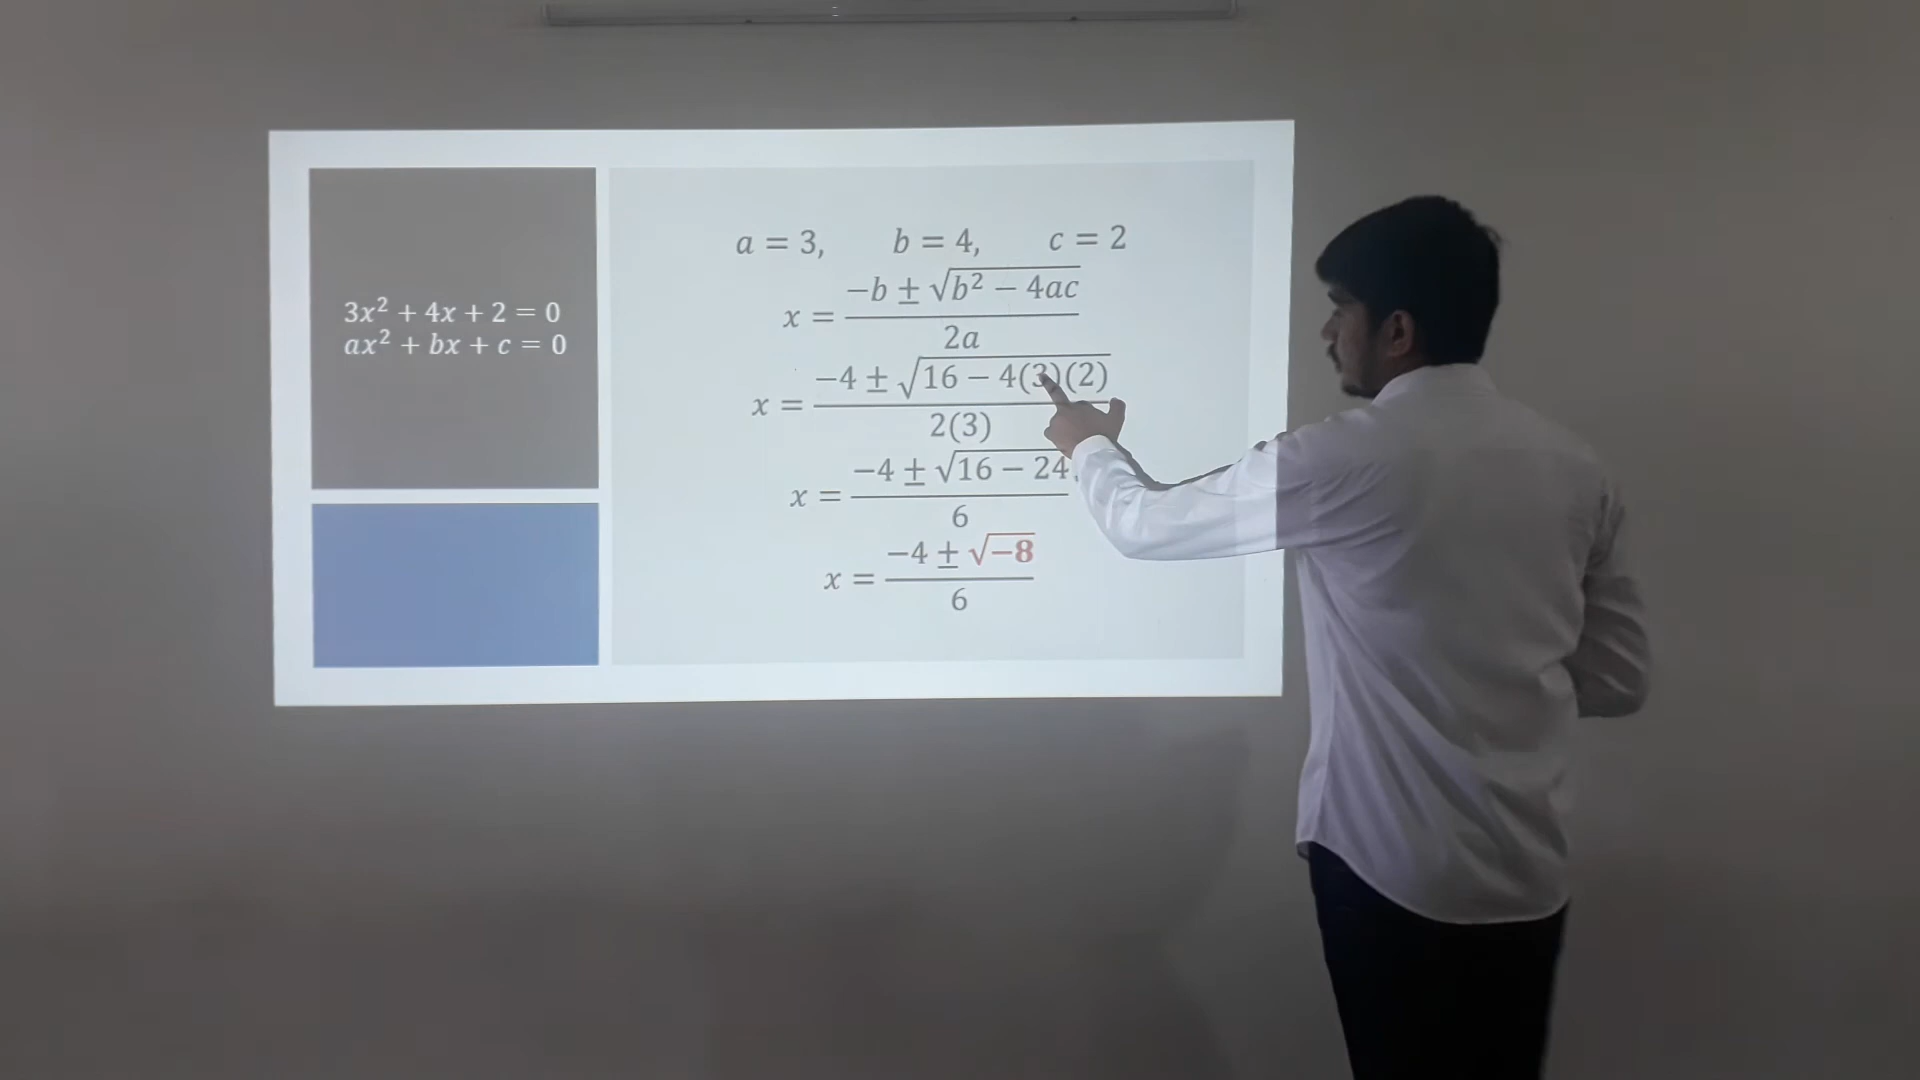 3x² + 4x + 2 = 0
ax² + bx + c = 0
a = 3, b = 4, c = 2
x = (−b ± √(b² − 4ac)) / 2a
x = (−4 ± √(16 − 4(3)(2))) / 2(3)
x = (−4 ± √(16 − 24)) / 6
x = (−4 ± √(−8)) / 6